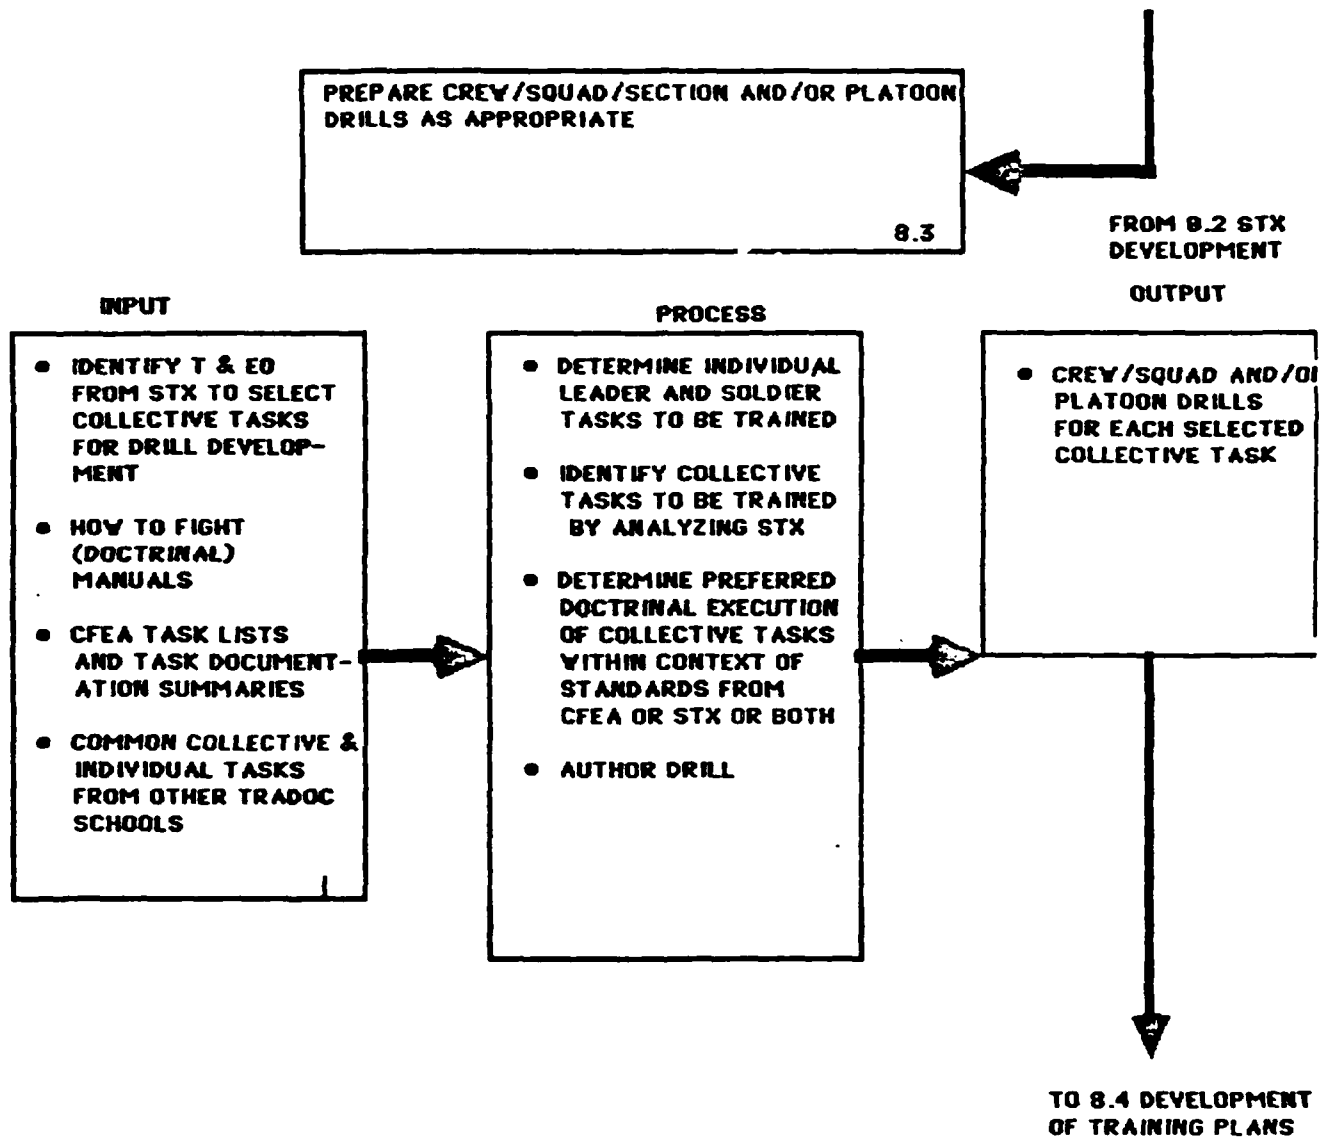 PREPARE CREW/SQUAD/SECTION AND/OR PLATOON
DRILLS AS APPROPRIATE
8.3
FROM 8.2 STX
DEVELOPMENT
INPUT
● IDENTIFY T & EO
FROM STX TO SELECT
COLLECTIVE TASKS
FOR DRILL DEVELOP-
MENT
● HOW TO FIGHT
(DOCTRINAL)
MANUALS
● CFEA TASK LISTS
AND TASK DOCUMENT-
ATION SUMMARIES
● COMMON COLLECTIVE &
INDIVIDUAL TASKS
FROM OTHER TRADOC
SCHOOLS
PROCESS
● DETERMINE INDIVIDUAL
LEADER AND SOLDIER
TASKS TO BE TRAINED
● IDENTIFY COLLECTIVE
TASKS TO BE TRAINED
BY ANALYZING STX
● DETERMINE PREFERRED
DOCTRINAL EXECUTION
OF COLLECTIVE TASKS
WITHIN CONTEXT OF
STANDARDS FROM
CFEA OR STX OR BOTH
● AUTHOR DRILL
OUTPUT
● CREW/SQUAD AND/
PLATOON DRILLS
FOR EACH SELECTED
COLLECTIVE TASK
TO 8.4 DEVELOPMENT
OF TRAINING PLANS